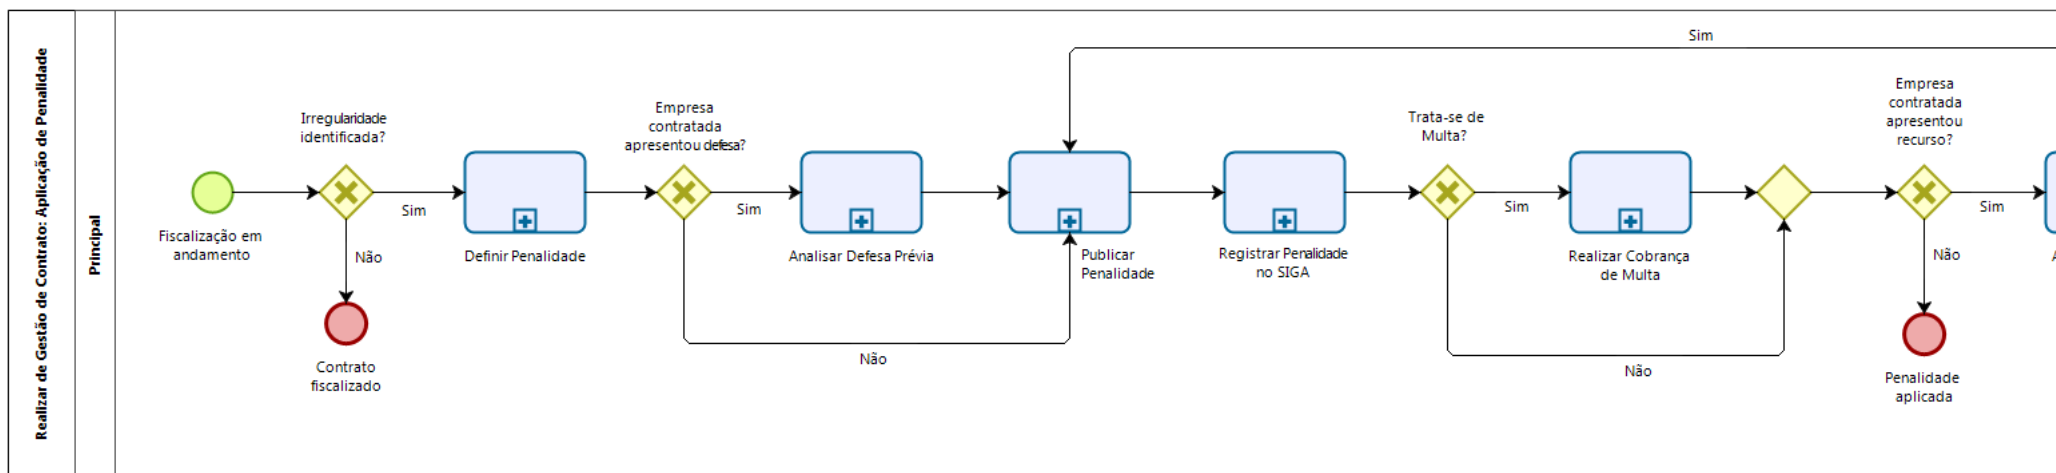 Realizar de Gestão de Contrato: Aplicação de Penalidade
Principal
Fiscalização em
andamento
Irregularidade
identificada?
Sim
Não
Contrato
fiscalizado
Definir Penalidade
Empresa
contratada
apresentou defesa?
Sim
Não
Analisar Defesa Prévia
Publicar
Penalidade
Sim
Registrar Penalidade
no SIGA
Trata-se de
Multa?
Sim
Não
Realizar Cobrança
de Multa
Empresa
contratada
apresentou
recurso?
Sim
Não
Penalidade
aplicada